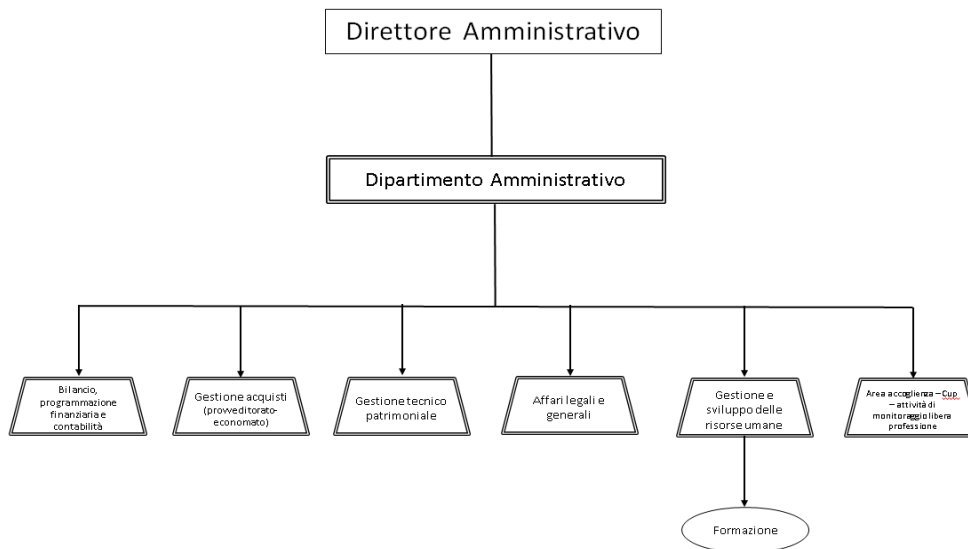 Direttore Amministrativo
Dipartimento Amministrativo
Bilancio,
programmazione
finanziaria e
contabilità
Gestione acquisti
(provveditorato-
economato)
Gestione tecnico
patrimoniale
Affari legali e
generali
Gestione e
sviluppo delle
risorse umane
Area accoglienza – Cup
– attività di
monitoraggio libera
professione
Formazione